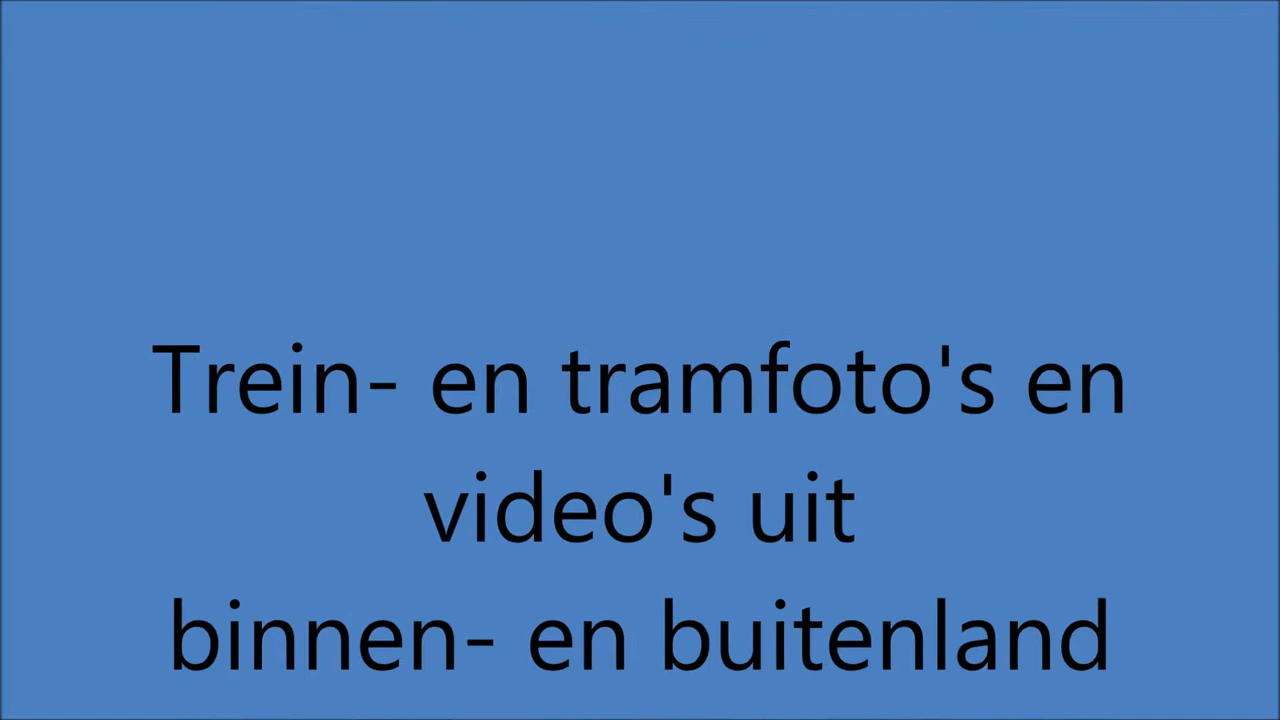 Trein- en tramfoto's en
video's uit
binnen- en buitenland